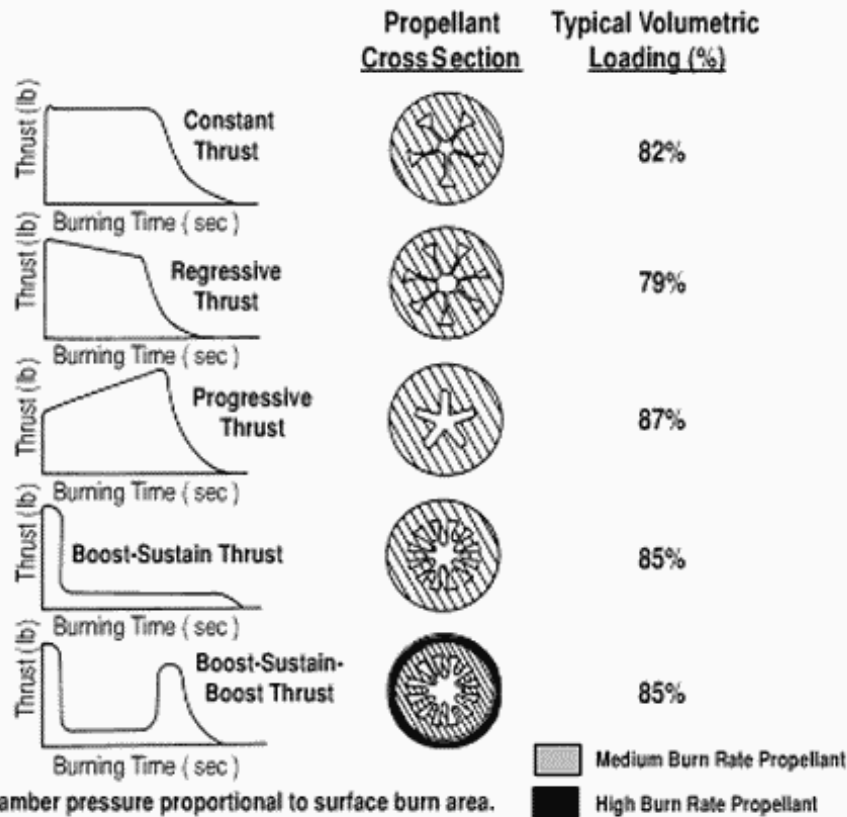 Propellant
Cross Section
Typical Volumetric
Loading (%)
Thrust (lb)
Constant
Thrust
82%
Burning Time ( sec )
Thrust (lb)
Regressive
Thrust
79%
Burning Time ( sec )
Thrust (lb)
Progressive
Thrust
87%
Burning Time ( sec )
Thrust (lb)
Boost-Sustain Thrust
85%
Burning Time ( sec )
Thrust (lb)
Boost-Sustain-
Boost Thrust
85%
Burning Time ( sec )
Medium Burn Rate Propellant
amber pressure proportional to surface burn area.
High Burn Rate Propellant